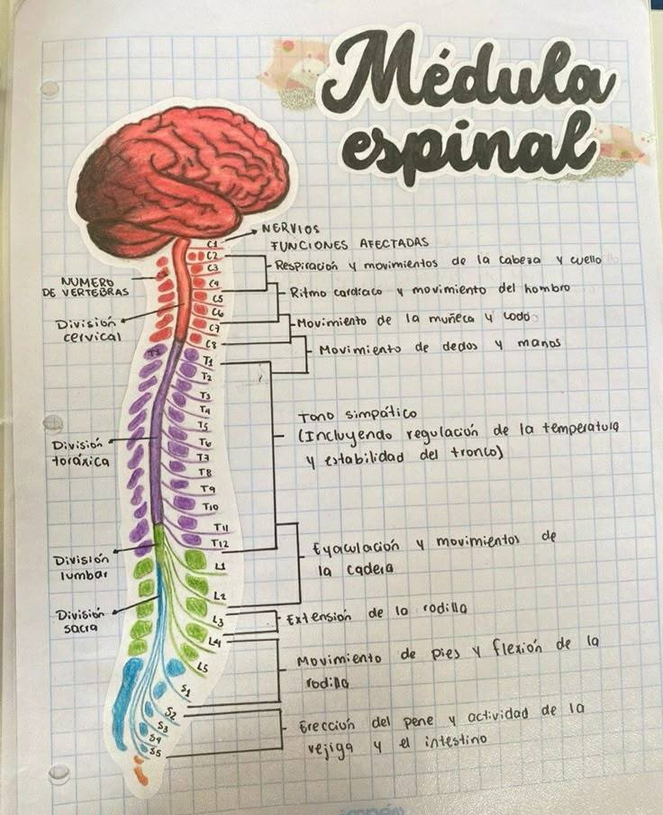 Médula
espinal
NERVIOS
FUNCIONES AFECTADAS
Respiración y movimientos de la cabeza y cuello
Ritmo cardíaco y movimiento del hombro
Movimiento de la muñeca y codo
Movimiento de dedos y manos
Tono simpático
(Incluyendo regulación de la temperatura
y estabilidad del tronco)
Eyaculación y movimientos de
la cadera
Extensión de la rodilla
Movimiento de pies y flexión de la
rodilla
Erección del pene y actividad de la
vejiga y el intestino
NUMERO
DE VERTEBRAS
División
cervical
División
toráxica
División
lumbar
División
sacra
C1
C2
C3
C4
C5
C6
C7
C8
T1
T1
T2
T3
T4
T5
T6
T7
T8
T9
T10
T11
T12
L1
L2
L3
L4
L5
S1
S2
S3
S4
S5